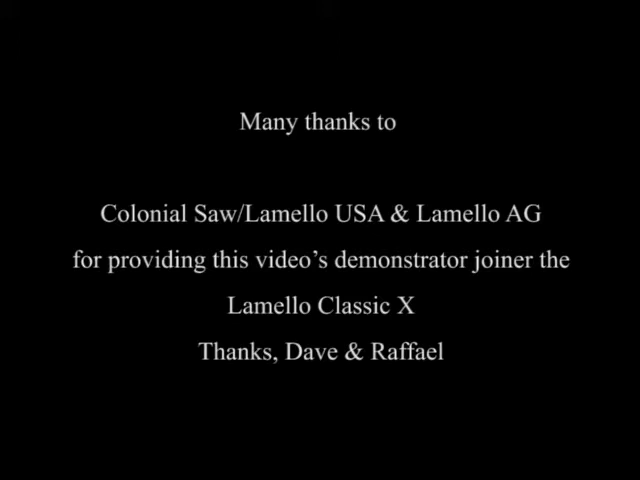 Many thanks to
Colonial Saw/Lamello USA & Lamello AG
for providing this video’s demonstrator joiner the
Lamello Classic X
Thanks, Dave & Raffael